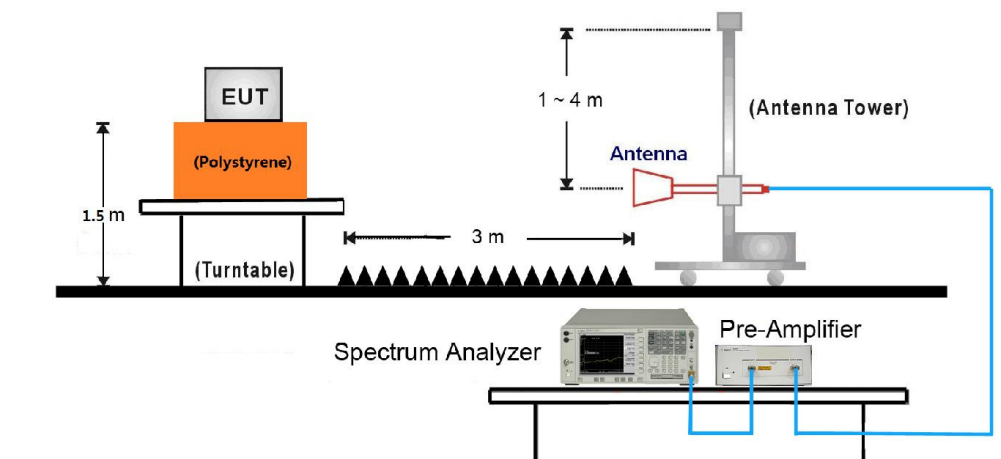 EUT
(Polystyrene)
1.5 m
(Turntable)
3 m
1 ~ 4 m
Antenna
(Antenna Tower)
Spectrum Analyzer
Pre-Amplifier